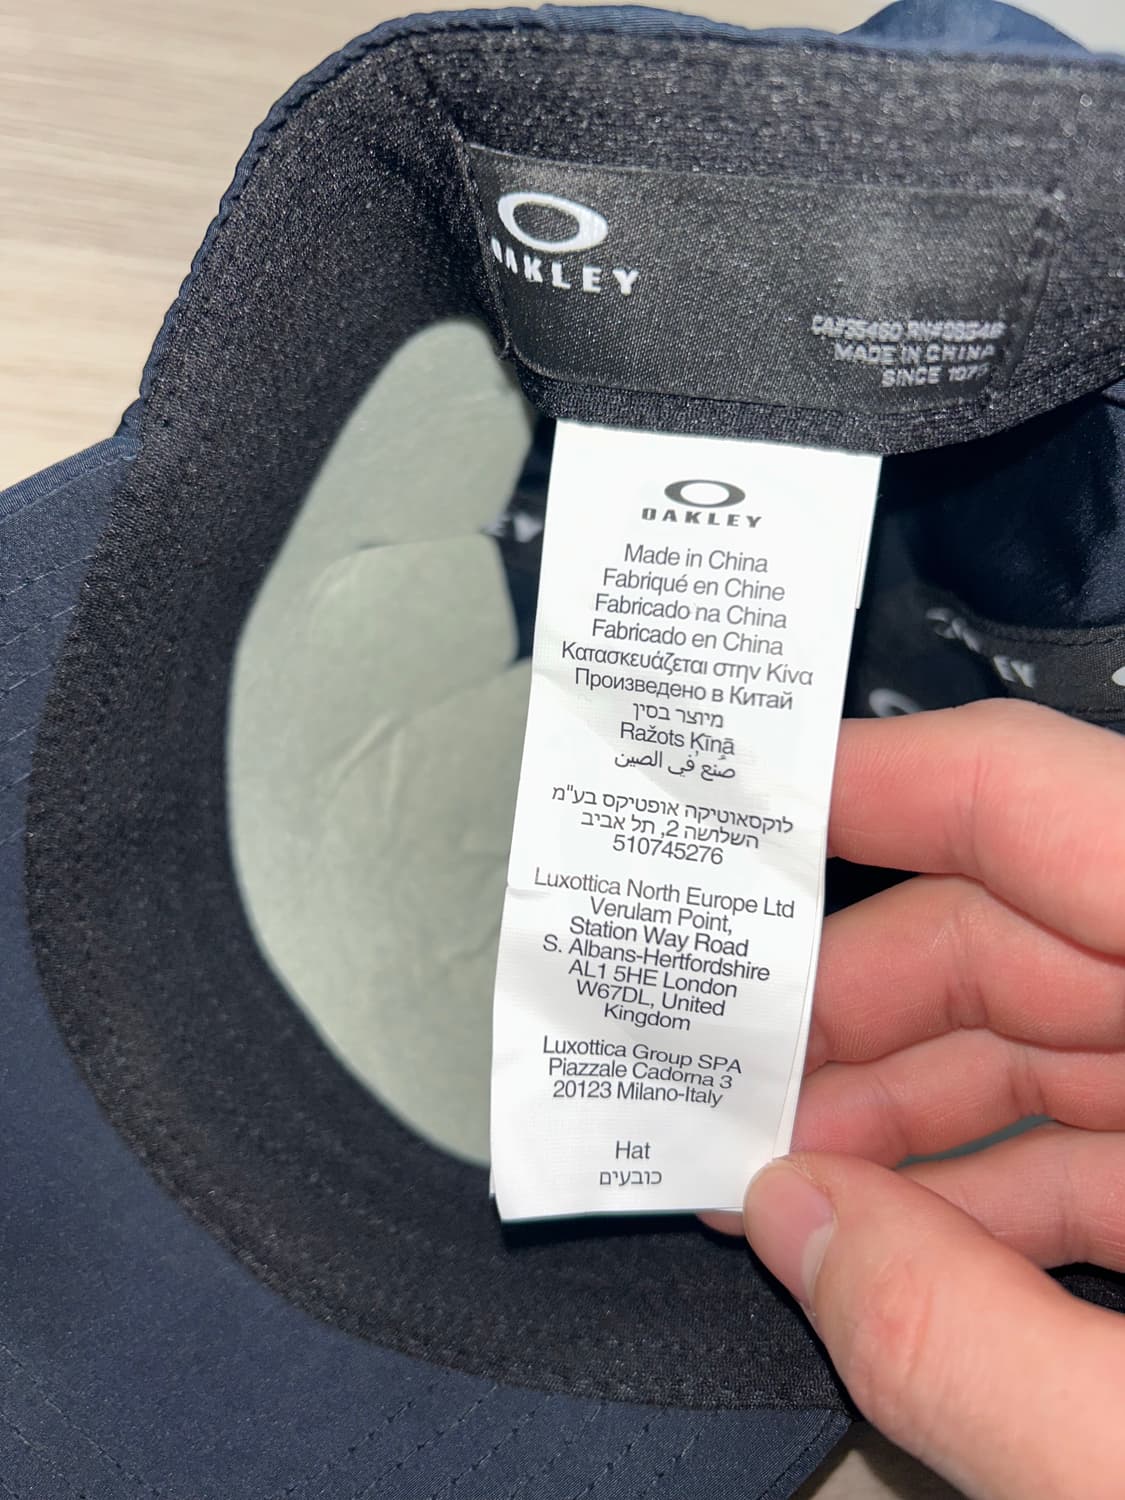 OAKLEY
MADE IN CHINA
SINCE
OAKLEY
Made in China
Fabriqué en Chine
Fabricado na China
Fabricado en China
Κατασκευάζεται στην Κίνα
Произведено в Китай
מיוצר בסין
Ražots Ķīnā
صنع في الصين
לוקסאוטיקה אופטיקס בע"מ
השלושה 2, תל אביב
510745276
Luxottica North Europe Ltd
Verulam Point,
Station Way Road
S. Albans-Hertfordshire
AL1 5HE London
W67DL, United
Kingdom
Luxottica Group SPA
Piazzale Cadorna 3
20123 Milano-Italy
Hat
כובעים